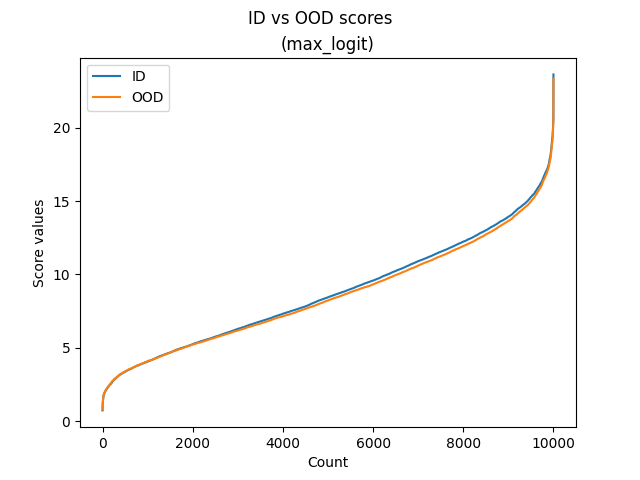 ID vs OOD scores
(max_logit)
ID
OOD
Score values
20
15
10
5
0
0 2000 4000 6000 8000 10000
Count